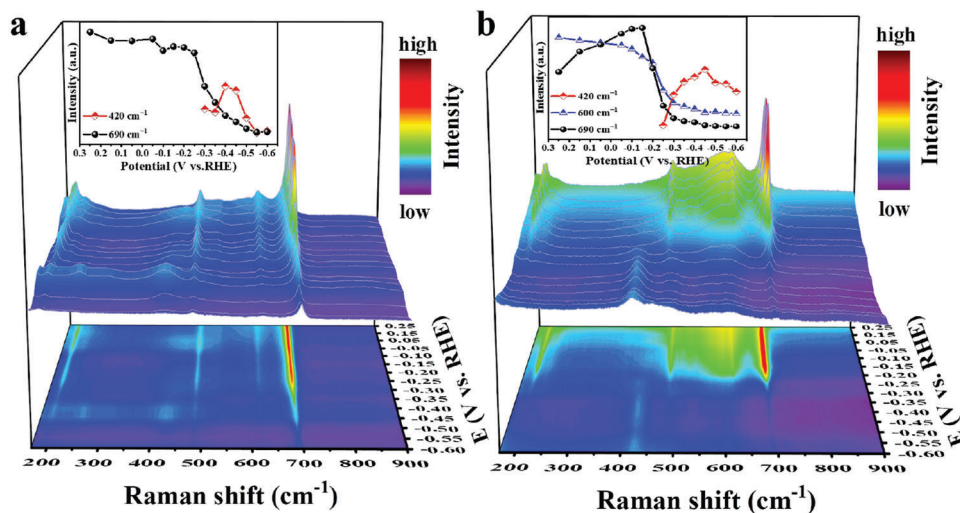 a
Intensity (a.u.)
420 cm⁻¹
690 cm⁻¹
0.3 0.2 0.1 0.0 -0.1 -0.2 -0.3 -0.4 -0.5 -0.6
Potential (V vs.RHE)
high
Intensity
low
0.25
0.15
0.05
-0.05
-0.10
-0.15
-0.20
-0.25
-0.30
-0.35
-0.40
-0.45
-0.50
-0.55
-0.60
E (V vs. RHE)
200 300 400 500 600 700 800 900
Raman shift (cm⁻¹)
b
Intensity (a.u.)
420 cm⁻¹
600 cm⁻¹
690 cm⁻¹
0.3 0.2 0.1 0.0 -0.1 -0.2 -0.3 -0.4 -0.5 -0.6
Potential (V vs. RHE)
high
Intensity
low
0.25
0.15
0.05
-0.05
-0.10
-0.15
-0.20
-0.25
-0.30
-0.35
-0.40
-0.45
-0.50
-0.55
-0.60
E (V vs. RHE)
200 300 400 500 600 700 800 900
Raman shift (cm⁻¹)